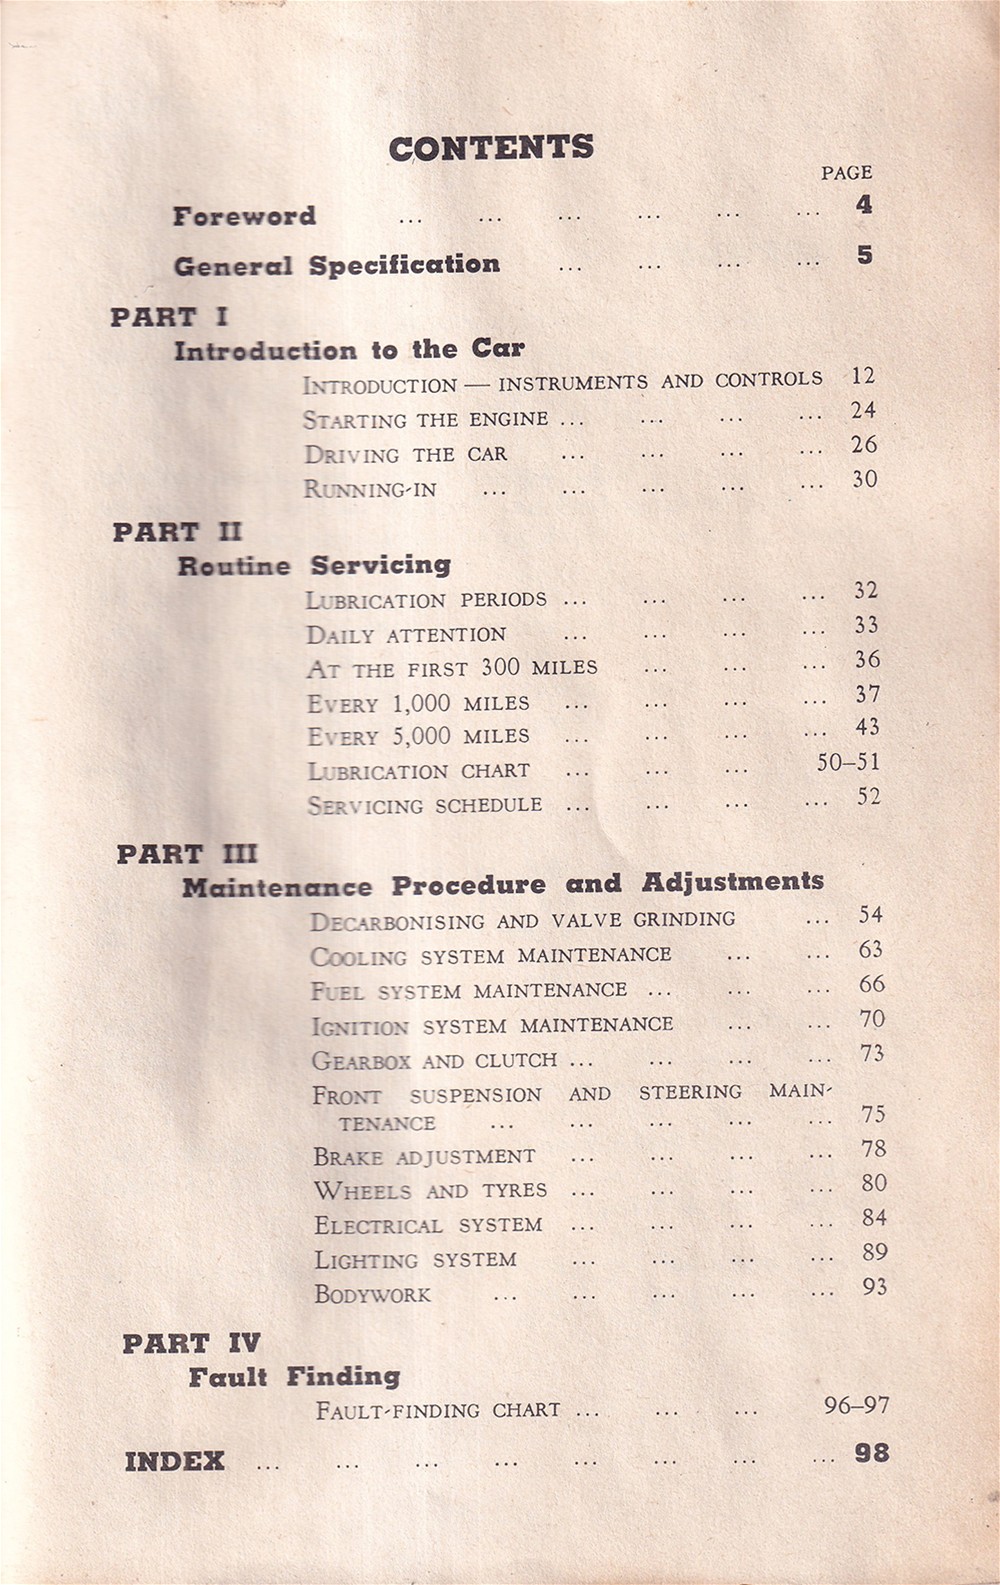 CONTENTS
PAGE
Foreword ... ... ... ... ... ... 4
General Specification ... ... ... ... 5
PART I
Introduction to the Car
INTRODUCTION — INSTRUMENTS AND CONTROLS 12
STARTING THE ENGINE ... ... ... ... 24
DRIVING THE CAR ... ... ... ... 26
RUNNING-IN ... ... ... ... ... 30
PART II
Routine Servicing
LUBRICATION PERIODS ... ... ... ... 32
DAILY ATTENTION ... ... ... ... 33
AT THE FIRST 300 MILES ... ... ... 36
EVERY 1,000 MILES ... ... ... ... 37
EVERY 5,000 MILES ... ... ... ... 43
LUBRICATION CHART ... ... ... 50–51
SERVICING SCHEDULE ... ... ... ... 52
PART III
Maintenance Procedure and Adjustments
DECARBONISING AND VALVE GRINDING ... 54
COOLING SYSTEM MAINTENANCE ... ... 63
FUEL SYSTEM MAINTENANCE ... ... ... 66
IGNITION SYSTEM MAINTENANCE ... ... 70
GEARBOX AND CLUTCH ... ... ... ... 73
FRONT SUSPENSION AND STEERING MAIN-
TENANCE ... ... ... ... ... 75
BRAKE ADJUSTMENT ... ... ... ... 78
WHEELS AND TYRES ... ... ... ... 80
ELECTRICAL SYSTEM ... ... ... ... 84
LIGHTING SYSTEM ... ... ... ... 89
BODYWORK ... ... ... ... ... 93
PART IV
Fault Finding
FAULT-FINDING CHART ... ... ... 96–97
INDEX ... ... ... ... ... ... ... ... 98